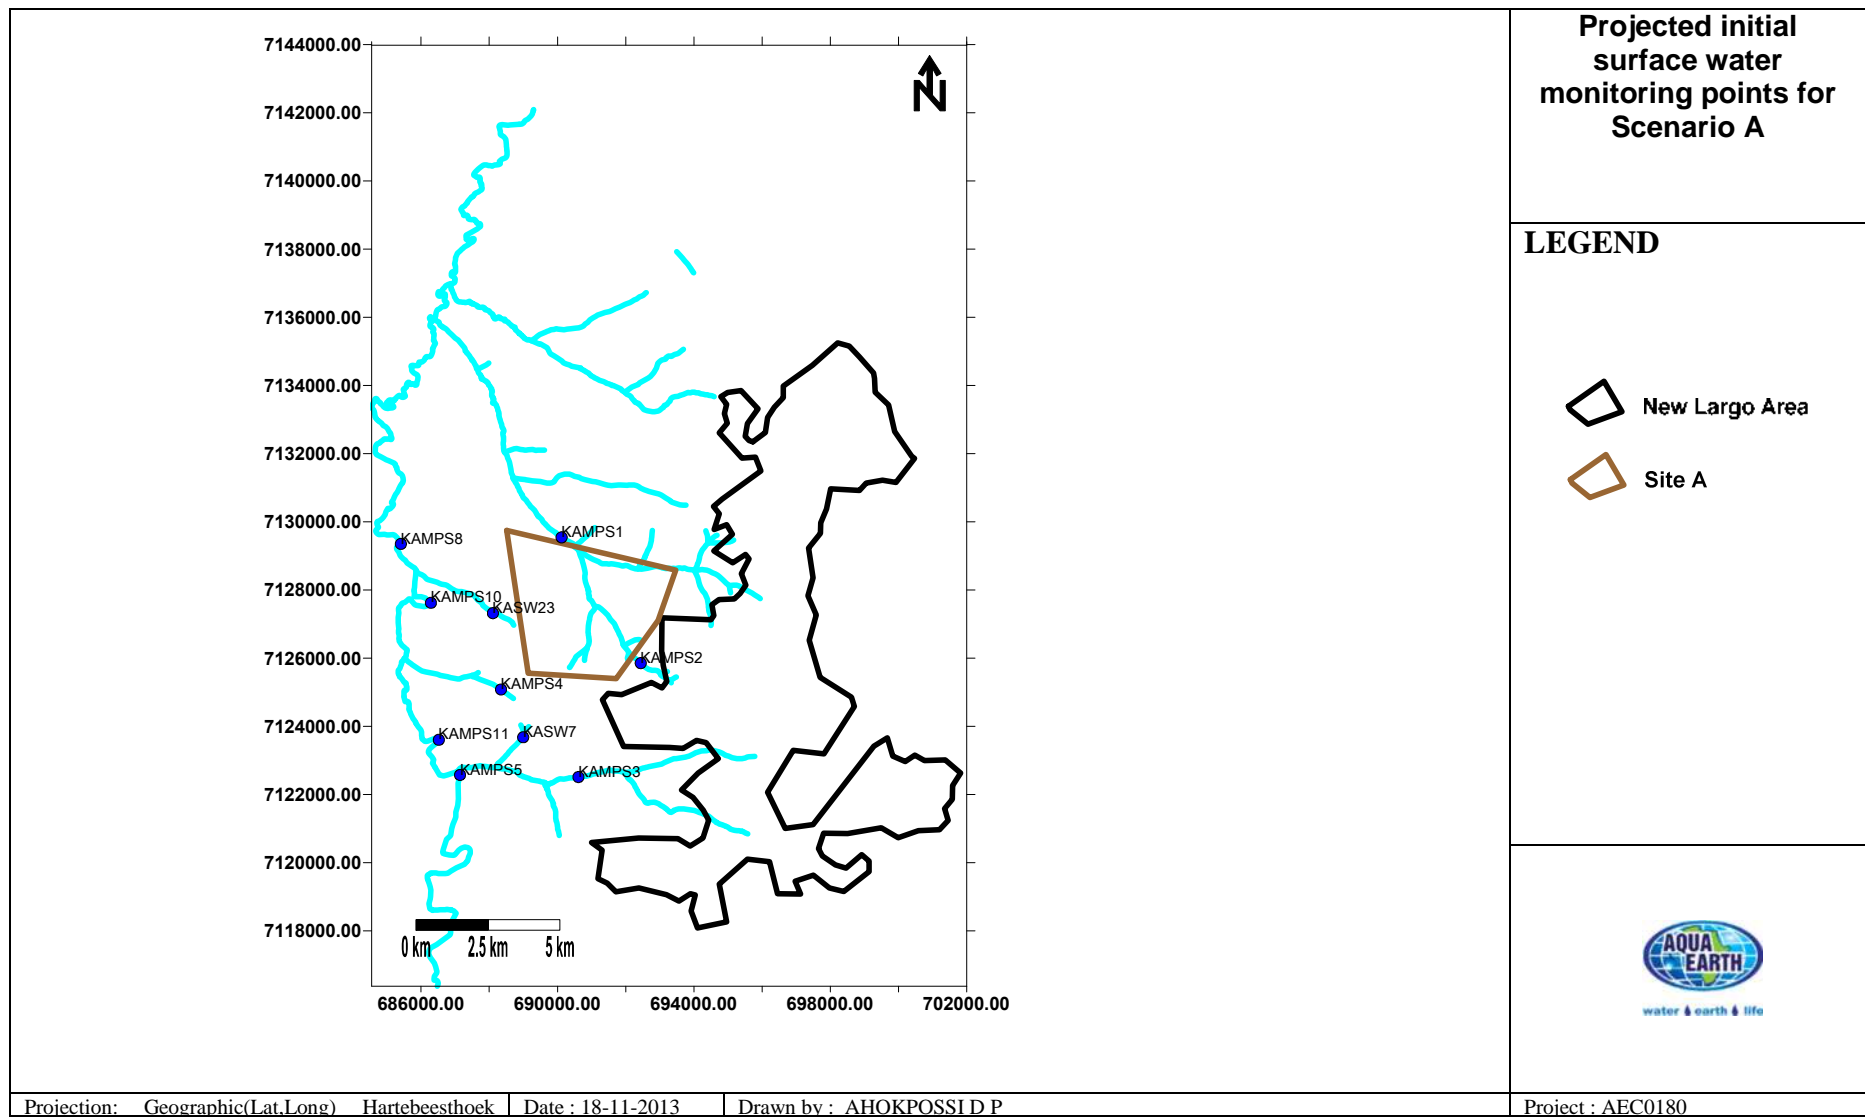 Projected initial
surface water
monitoring points for
Scenario A
LEGEND
New Largo Area
Site A
7144000.00
7142000.00
7140000.00
7138000.00
7136000.00
7134000.00
7132000.00
7130000.00
7128000.00
7126000.00
7124000.00
7122000.00
7120000.00
7118000.00
N
KAMPS1
KAMPS8
KAMPS10
KASW23
KAMPS2
KAMPS4
KAMPS11
KASW7
KAMPS5
KAMPS3
0 km 2.5 km 5 km
686000.00 690000.00 694000.00 698000.00 702000.00
AQUA
EARTH
water earth life
Projection: Geographic(Lat,Long) Hartebeesthoek
Date : 18-11-2013
Drawn by : AHOKPOSSI D P
Project : AEC0180